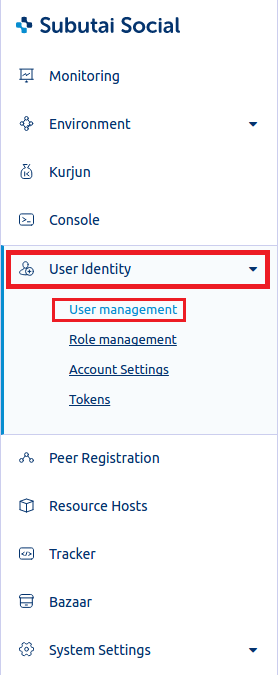 Subutai Social
Monitoring
Environment
Kurjun
Console
User Identity
User management
Role management
Account Settings
Tokens
Peer Registration
Resource Hosts
Tracker
Bazaar
System Settings